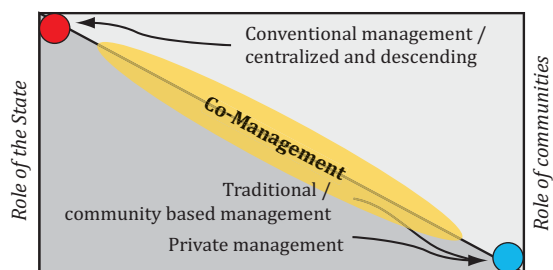 Conventional management /
centralized and descending
Role of the State
Co-Management
Role of communities
Traditional /
community based management
Private management